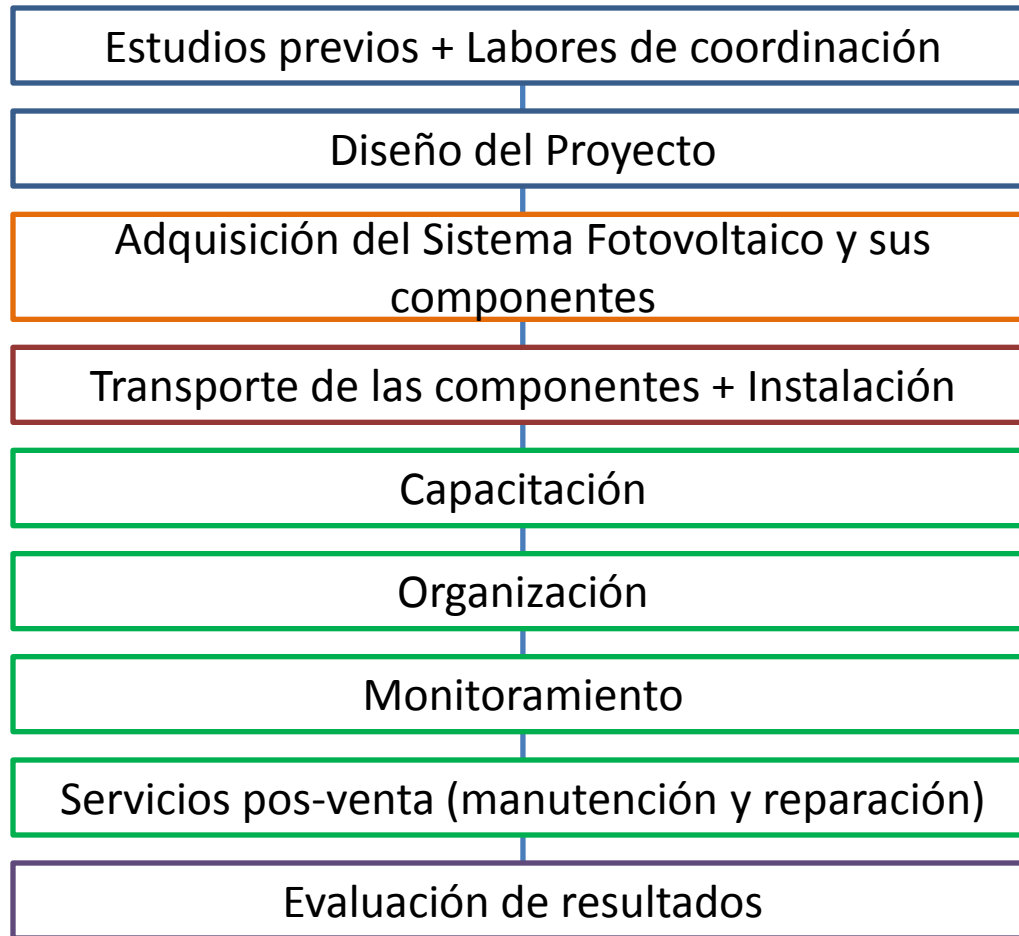 Estudios previos + Labores de coordinación
Diseño del Proyecto
Adquisición del Sistema Fotovoltaico y sus
componentes
Transporte de las componentes + Instalación
Capacitación
Organización
Monitoramiento
Servicios pos-venta (manutención y reparación)
Evaluación de resultados